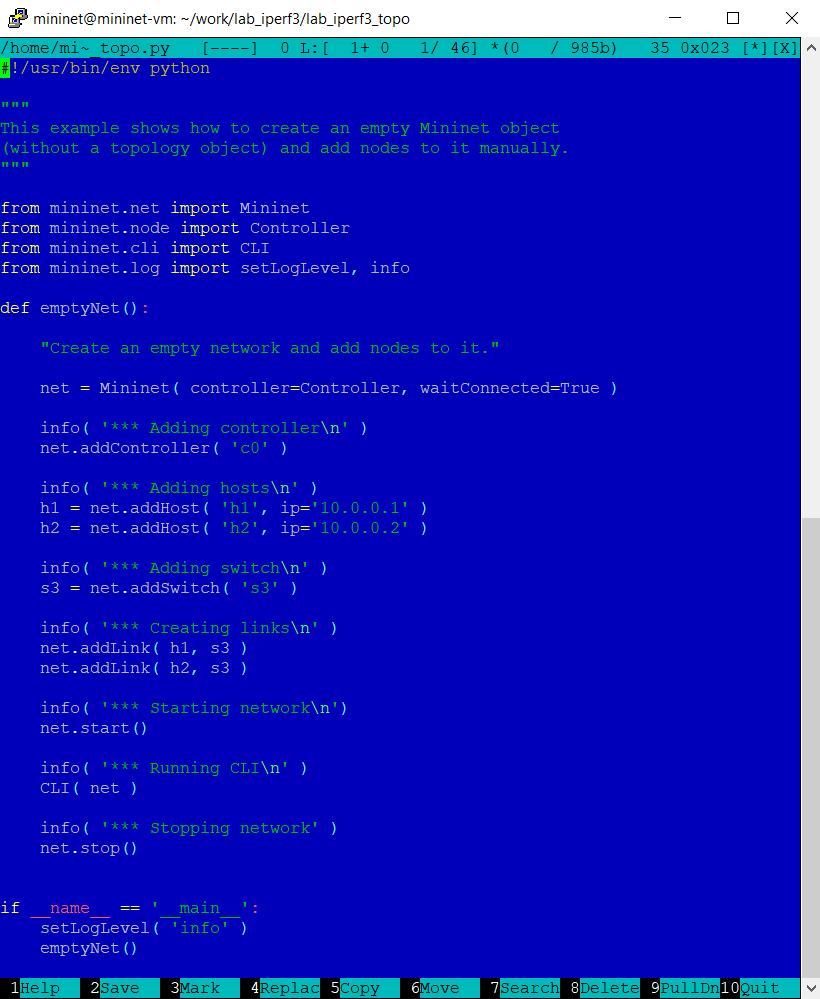 mininet@mininet-vm: ~/work/lab_iperf3/lab_iperf3_topo
/home/mi~_topo.py   [----]  0 L:[  1+ 0   1/ 46] *(0   / 985b)   35 0x023 [*][X]
#!/usr/bin/env python

"""
This example shows how to create an empty Mininet object
(without a topology object) and add nodes to it manually.
"""

from mininet.net import Mininet
from mininet.node import Controller
from mininet.cli import CLI
from mininet.log import setLogLevel, info

def emptyNet():

    "Create an empty network and add nodes to it."

    net = Mininet( controller=Controller, waitConnected=True )

    info( '*** Adding controller\n' )
    net.addController( 'c0' )

    info( '*** Adding hosts\n' )
    h1 = net.addHost( 'h1', ip='10.0.0.1' )
    h2 = net.addHost( 'h2', ip='10.0.0.2' )

    info( '*** Adding switch\n' )
    s3 = net.addSwitch( 's3' )

    info( '*** Creating links\n' )
    net.addLink( h1, s3 )
    net.addLink( h2, s3 )

    info( '*** Starting network\n')
    net.start()

    info( '*** Running CLI\n' )
    CLI( net )

    info( '*** Stopping network' )
    net.stop()


if __name__ == '__main__':
    setLogLevel( 'info' )
    emptyNet()
1Help 2Save 3Mark 4Replac 5Copy 6Move 7Search 8Delete 9PullDn 10Quit